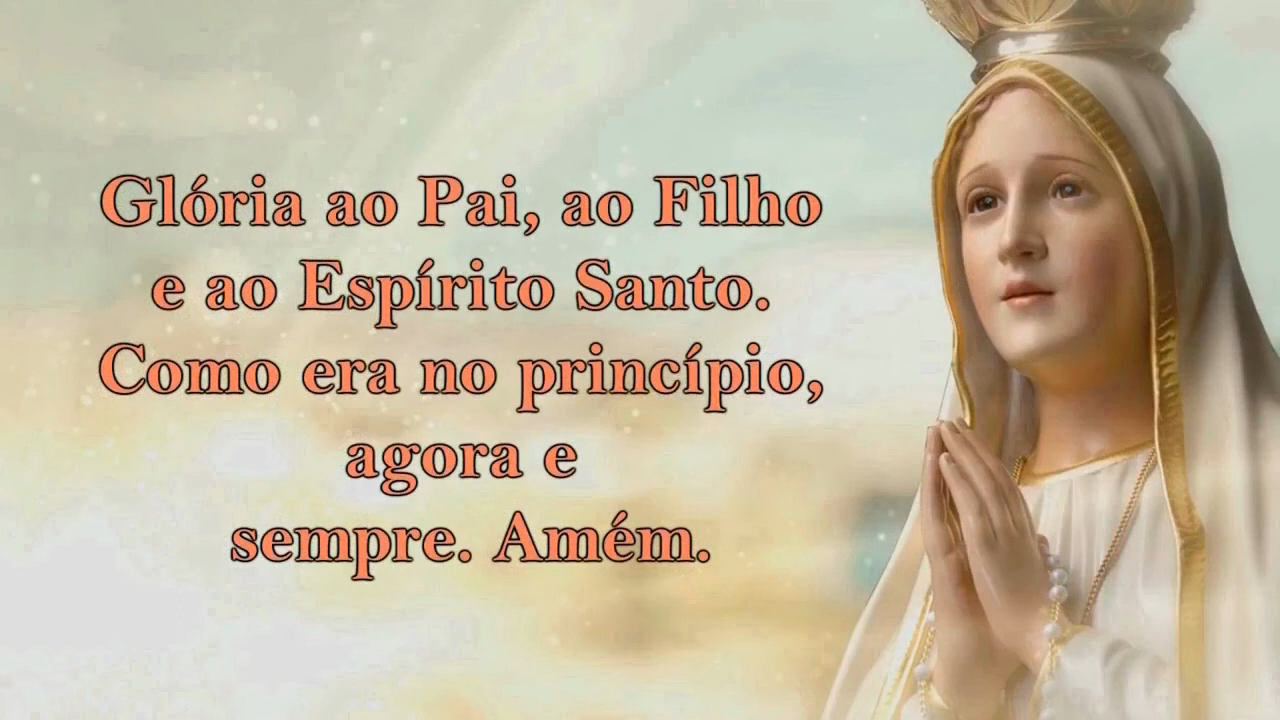 Glória ao Pai, ao Filho
e ao Espírito Santo.
Como era no princípio,
agora e
sempre. Amém.